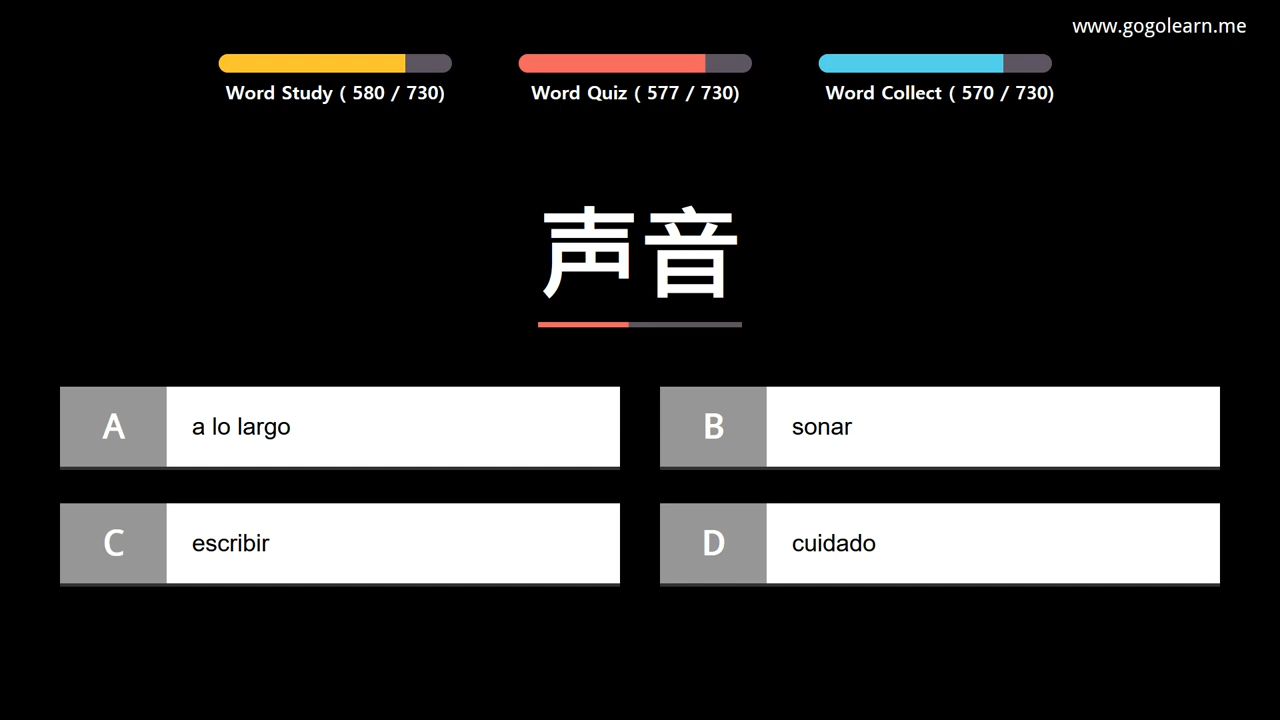 www.gogolearn.me
Word Study ( 580 / 730)
Word Quiz ( 577 / 730)
Word Collect ( 570 / 730)
声音
A a lo largo
B sonar
C escribir
D cuidado